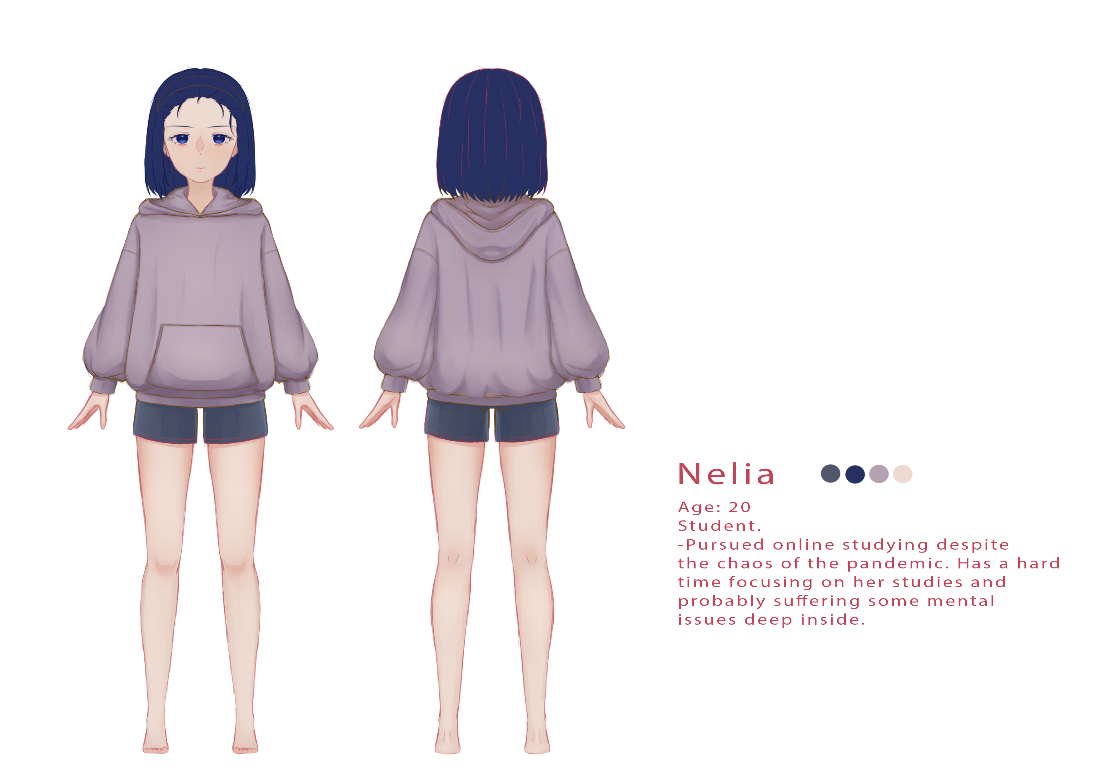 Nelia
Age: 20
Student.
-Pursued online studying despite
the chaos of the pandemic. Has a hard
time focusing on her studies and
probably suffering some mental
issues deep inside.